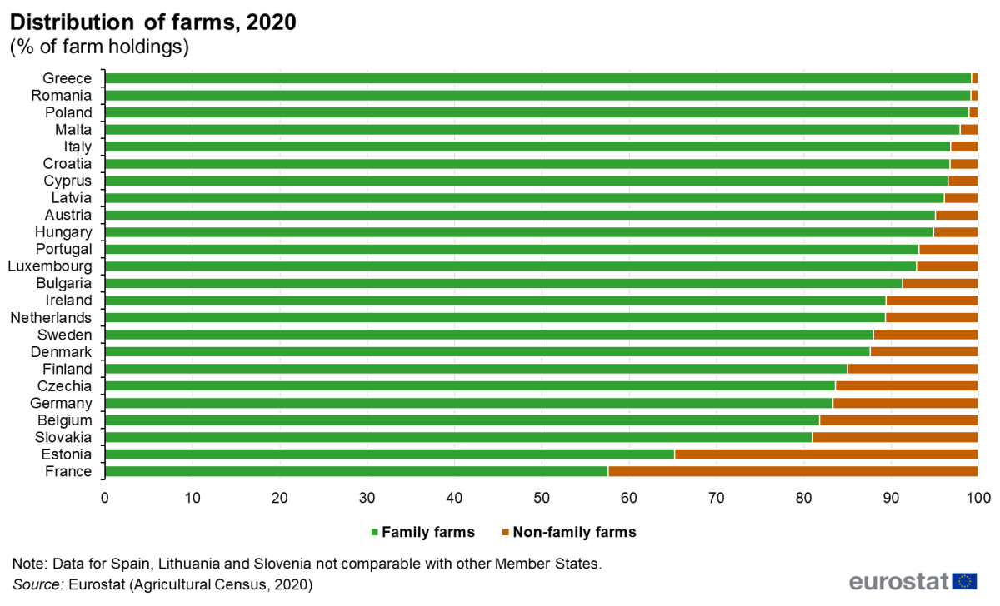 Distribution of farms, 2020
(% of farm holdings)
Greece
Romania
Poland
Malta
Italy
Croatia
Cyprus
Latvia
Austria
Hungary
Portugal
Luxembourg
Bulgaria
Ireland
Netherlands
Sweden
Denmark
Finland
Czechia
Germany
Belgium
Slovakia
Estonia
France
0 10 20 30 40 50 60 70 80 90 100
Family farms Non-family farms
Note: Data for Spain, Lithuania and Slovenia not comparable with other Member States.
Source: Eurostat (Agricultural Census, 2020)
eurostat